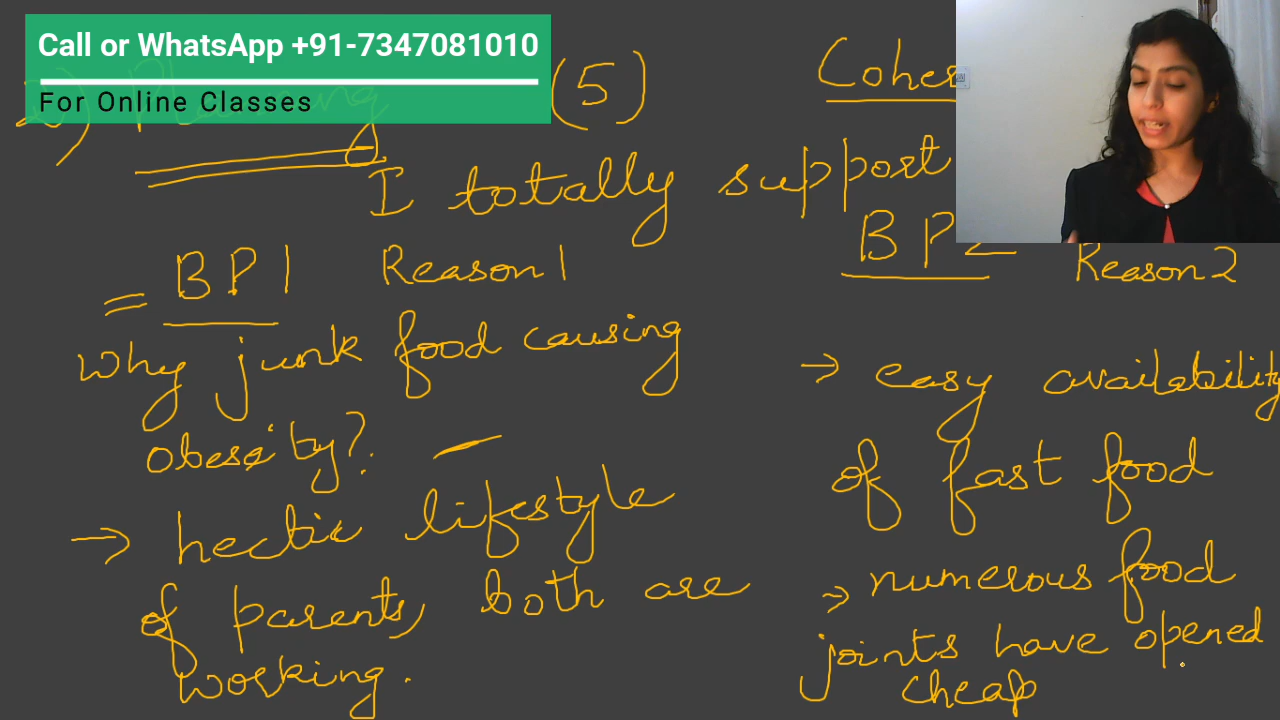 Call or WhatsApp +91-7347081010
For Online Classes
2) Planning (5)
Cohe
I totally support
= BP1 Reason 1
Why junk food causing
obesity?
→ hectic lifestyle
of parents, both are
working.
BP2 Reason 2
→ easy availability
of fast food
→ numerous food
joints have opened
cheap